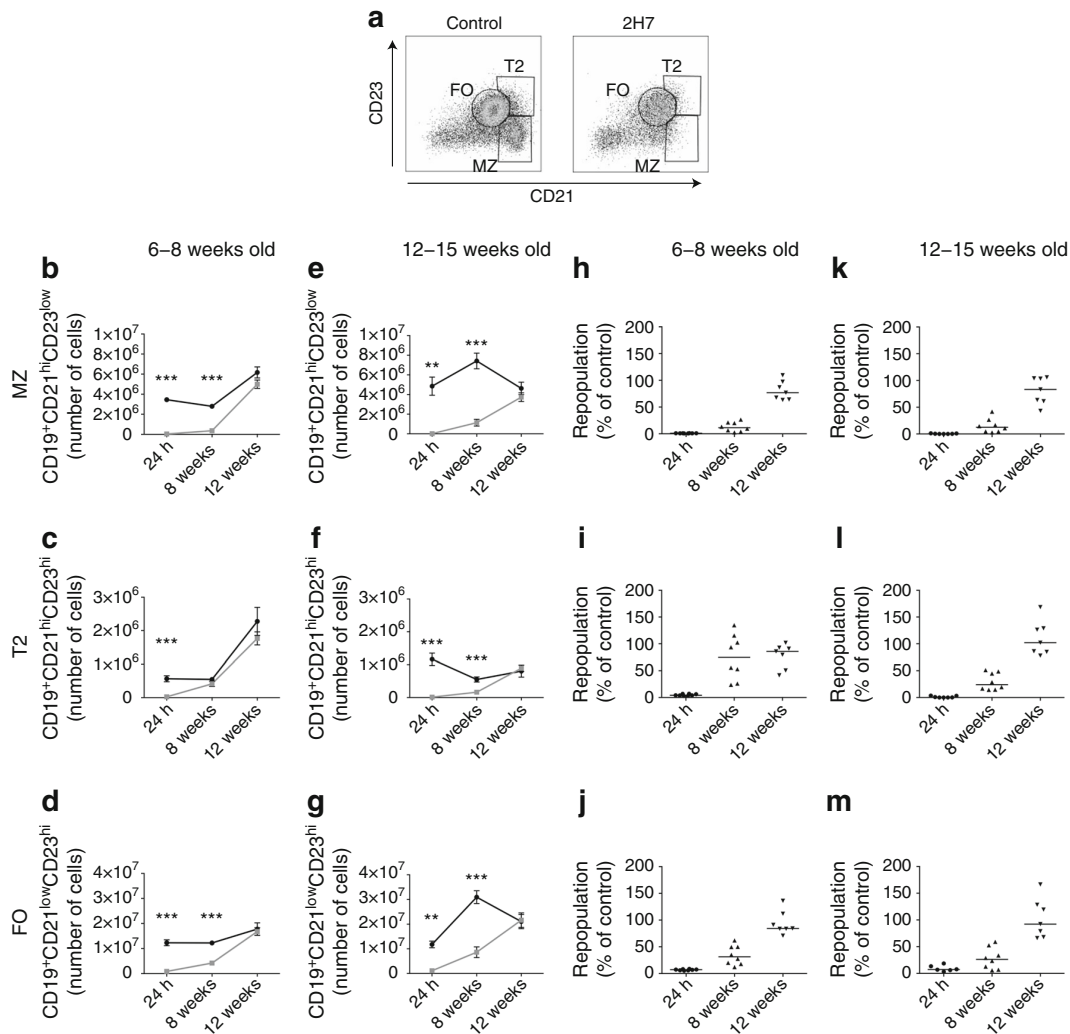 a
Control
2H7
CD23
FO
T2
MZ
FO
T2
MZ
CD21
6–8 weeks old
12–15 weeks old
6–8 weeks old
12–15 weeks old
MZ
b
CD19+CD21hiCD23low
(number of cells)
1×10⁷
8×10⁶
6×10⁶
4×10⁶
2×10⁶
0
***
***
24 h
8 weeks
12 weeks
e
CD19+CD21hiCD23low
(number of cells)
1×10⁷
8×10⁶
6×10⁶
4×10⁶
2×10⁶
0
**
***
24 h
8 weeks
12 weeks
h
Repopulation
(% of control)
200
150
100
50
0
24 h
8 weeks
12 weeks
k
Repopulation
(% of control)
200
150
100
50
0
24 h
8 weeks
12 weeks
T2
c
CD19+CD21hiCD23hi
(number of cells)
3×10⁶
2×10⁶
1×10⁶
0
***
24 h
8 weeks
12 weeks
f
CD19+CD21hiCD23hi
(number of cells)
3×10⁶
2×10⁶
1×10⁶
0
***
***
24 h
8 weeks
12 weeks
i
Repopulation
(% of control)
200
150
100
50
0
24 h
8 weeks
12 weeks
l
Repopulation
(% of control)
200
150
100
50
0
24 h
8 weeks
12 weeks
FO
d
CD19+CD21lowCD23hi
(number of cells)
4×10⁷
3×10⁷
2×10⁷
1×10⁷
0
***
***
24 h
8 weeks
12 weeks
g
CD19+CD21lowCD23hi
(number of cells)
4×10⁷
3×10⁷
2×10⁷
1×10⁷
0
**
***
24 h
8 weeks
12 weeks
j
Repopulation
(% of control)
200
150
100
50
0
24 h
8 weeks
12 weeks
m
Repopulation
(% of control)
200
150
100
50
0
24 h
8 weeks
12 weeks